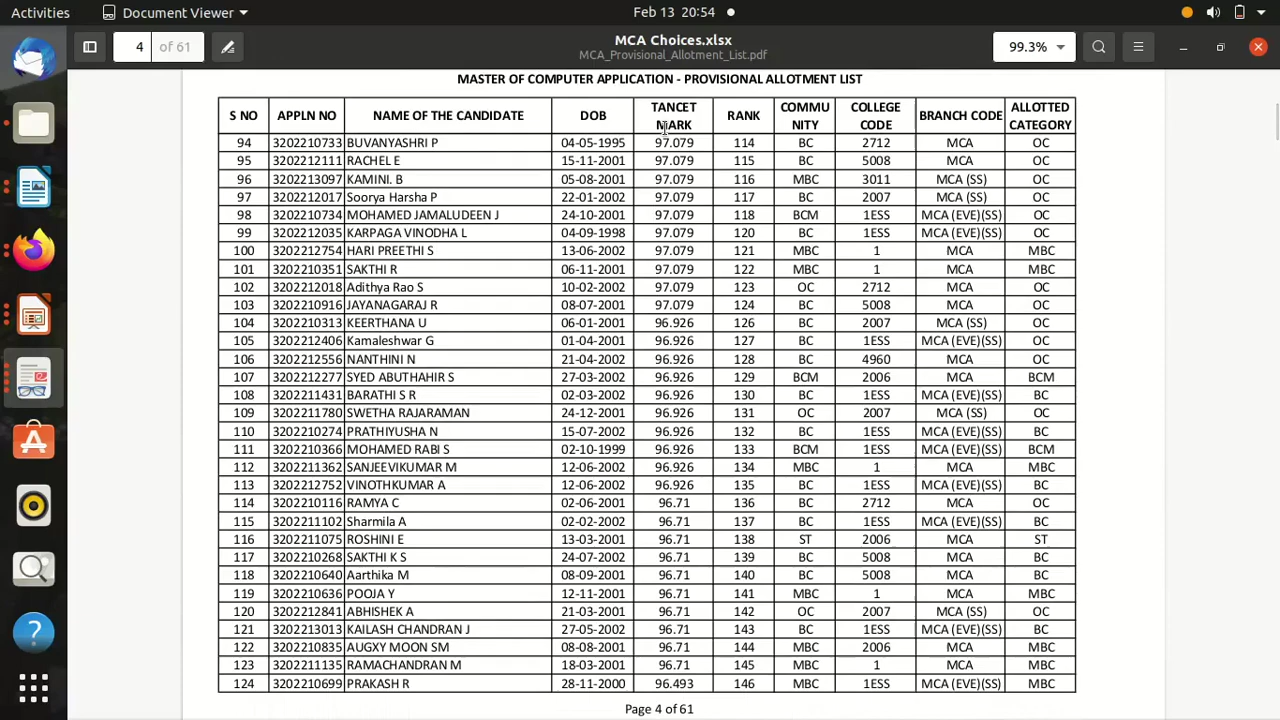 Activities Document Viewer Feb 13 20:54
4 of 61 MCA Choices.xlsx 99.3%
MCA_Provisional_Allotment_List.pdf
MASTER OF COMPUTER APPLICATION - PROVISIONAL ALLOTMENT LIST
S NO APPLN NO NAME OF THE CANDIDATE DOB TANCET MARK RANK COMMU NITY COLLEGE CODE BRANCH CODE ALLOTTED CATEGORY
94 3202210733 BUVANYASHRI P 04-05-1995 97.079 114 BC 2712 MCA OC
95 3202212111 RACHEL E 15-11-2001 97.079 115 BC 5008 MCA OC
96 3202213097 KAMINI. B 05-08-2001 97.079 116 MBC 3011 MCA (SS) OC
97 3202212017 Soorya Harsha P 22-01-2002 97.079 117 BC 2007 MCA (SS) OC
98 3202210734 MOHAMED JAMALUDEEN J 24-10-2001 97.079 118 BCM 1ESS MCA (EVE)(SS) OC
99 3202212035 KARPAGA VINODHA L 04-09-1998 97.079 120 BC 1ESS MCA (EVE)(SS) OC
100 3202212754 HARI PREETHI S 13-06-2002 97.079 121 MBC 1 MCA MBC
101 3202210351 SAKTHI R 06-11-2001 97.079 122 MBC 1 MCA MBC
102 3202212018 Adithya Rao S 10-02-2002 97.079 123 OC 2712 MCA OC
103 3202210916 JAYANAGARAJ R 08-07-2001 97.079 124 BC 5008 MCA OC
104 3202210313 KEERTHANA U 06-01-2001 96.926 126 BC 2007 MCA (SS) OC
105 3202212406 Kamaleshwar G 01-04-2001 96.926 127 BC 1ESS MCA (EVE)(SS) OC
106 3202212556 NANTHINI N 21-04-2002 96.926 128 BC 4960 MCA OC
107 3202212277 SYED ABUTHAHIR S 27-03-2002 96.926 129 BCM 2006 MCA BCM
108 3202211431 BARATHI S R 02-03-2002 96.926 130 BC 1ESS MCA (EVE)(SS) BC
109 3202211780 SWETHA RAJARAMAN 24-12-2001 96.926 131 OC 2007 MCA (SS) OC
110 3202210274 PRATHIYUSHA N 15-07-2002 96.926 132 BC 1ESS MCA (EVE)(SS) BC
111 3202210366 MOHAMED RABI S 02-10-1999 96.926 133 BCM 1ESS MCA (EVE)(SS) BCM
112 3202211362 SANJEEVIKUMAR M 12-06-2002 96.926 134 MBC 1 MCA MBC
113 3202212752 VINOTHKUMAR A 12-06-2002 96.926 135 BC 1ESS MCA (EVE)(SS) BC
114 3202210116 RAMYA C 02-06-2001 96.71 136 BC 2712 MCA OC
115 3202211102 Sharmila A 02-02-2002 96.71 137 BC 1ESS MCA (EVE)(SS) BC
116 3202211075 ROSHINI E 13-03-2001 96.71 138 ST 2006 MCA ST
117 3202210268 SAKTHI K S 24-07-2002 96.71 139 BC 5008 MCA BC
118 3202210640 Aarthika M 08-09-2001 96.71 140 BC 5008 MCA BC
119 3202210636 POOJA Y 12-11-2001 96.71 141 MBC 1 MCA MBC
120 3202212841 ABHISHEK A 21-03-2001 96.71 142 OC 2007 MCA (SS) OC
121 3202213013 KAILASH CHANDRAN J 27-05-2002 96.71 143 BC 1ESS MCA (EVE)(SS) BC
122 3202210835 AUGXY MOON SM 08-08-2001 96.71 144 MBC 2006 MCA MBC
123 3202211135 RAMACHANDRAN M 18-03-2001 96.71 145 MBC 1 MCA MBC
124 3202210699 PRAKASH R 28-11-2000 96.493 146 MBC 1ESS MCA (EVE)(SS) MBC
Page 4 of 61